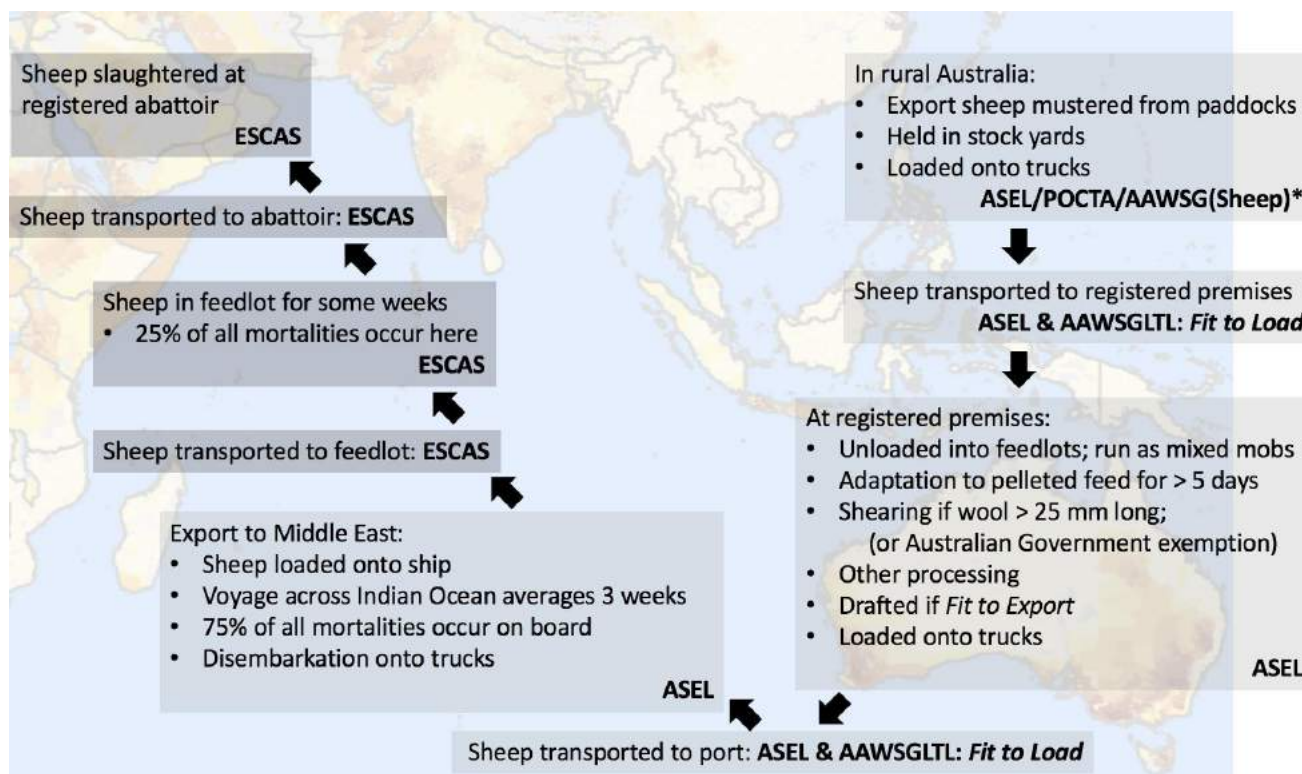 In rural Australia:
• Export sheep mustered from paddocks
• Held in stock yards
• Loaded onto trucks
ASEL/POCTA/AAWSG(Sheep)*
Sheep transported to registered premises
ASEL & AAWSGLTL: Fit to Load
At registered premises:
• Unloaded into feedlots; run as mixed mobs
• Adaptation to pelleted feed for > 5 days
• Shearing if wool > 25 mm long;
(or Australian Government exemption)
• Other processing
• Drafted if Fit to Export
• Loaded onto trucks
ASEL
Sheep transported to port: ASEL & AAWSGLTL: Fit to Load
Export to Middle East:
• Sheep loaded onto ship
• Voyage across Indian Ocean averages 3 weeks
• 75% of all mortalities occur on board
• Disembarkation onto trucks
ASEL
Sheep transported to feedlot: ESCAS
Sheep in feedlot for some weeks
• 25% of all mortalities occur here
ESCAS
Sheep transported to abattoir: ESCAS
Sheep slaughtered at
registered abattoir
ESCAS